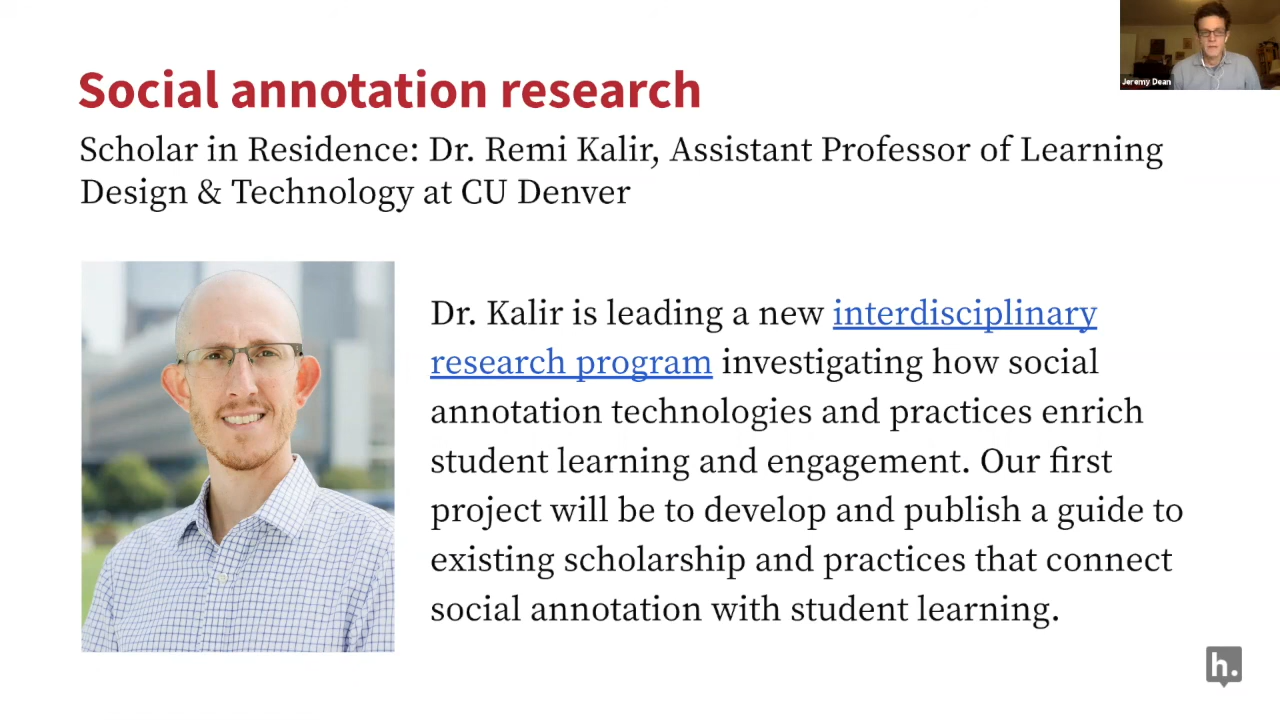 Jeremy Dean
Social annotation research
Scholar in Residence: Dr. Remi Kalir, Assistant Professor of Learning
Design & Technology at CU Denver
Dr. Kalir is leading a new interdisciplinary
research program investigating how social
annotation technologies and practices enrich
student learning and engagement. Our first
project will be to develop and publish a guide to
existing scholarship and practices that connect
social annotation with student learning.
h.